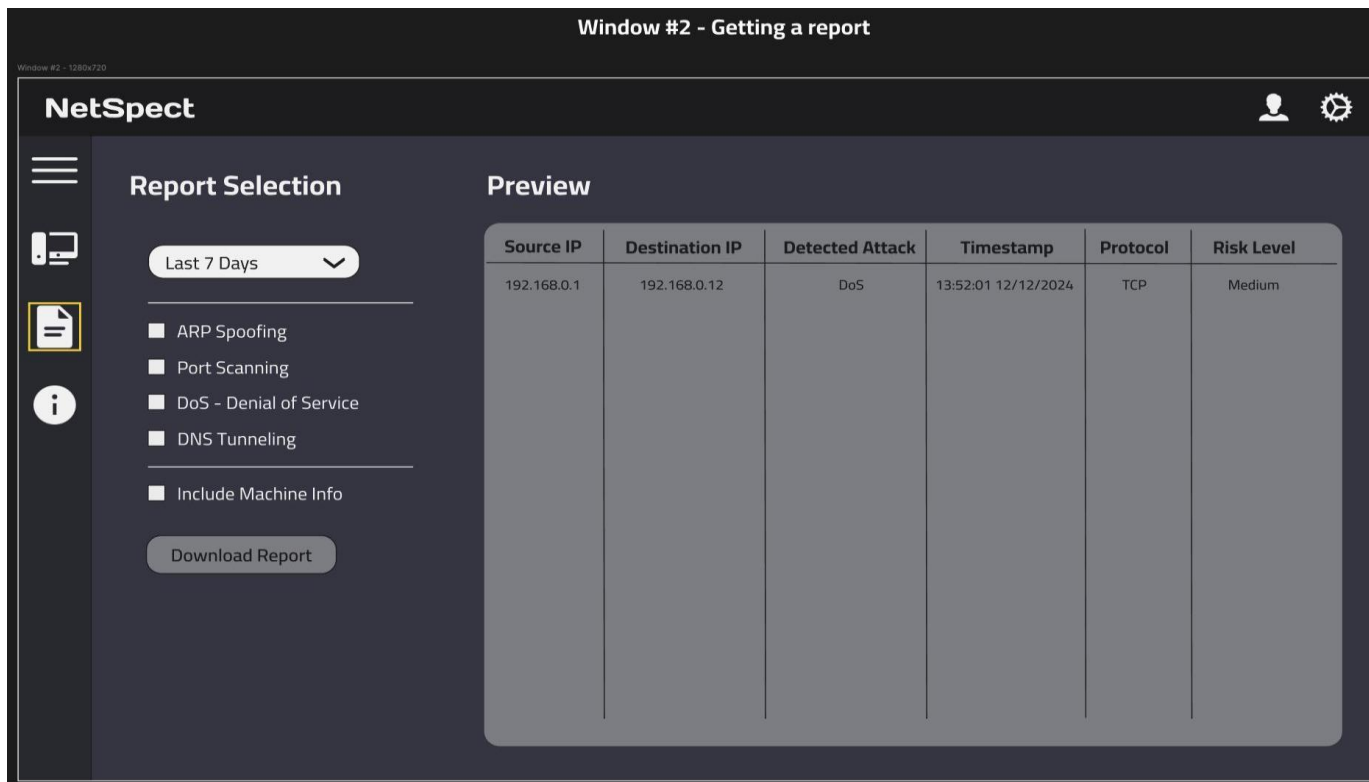 Window #2 - Getting a report
Window #2 - 1280x720
NetSpect
Report Selection
Last 7 Days
ARP Spoofing
Port Scanning
DoS - Denial of Service
DNS Tunneling
Include Machine Info
Download Report
Preview
Source IP Destination IP Detected Attack Timestamp Protocol Risk Level
192.168.0.1 192.168.0.12 DoS 13:52:01 12/12/2024 TCP Medium